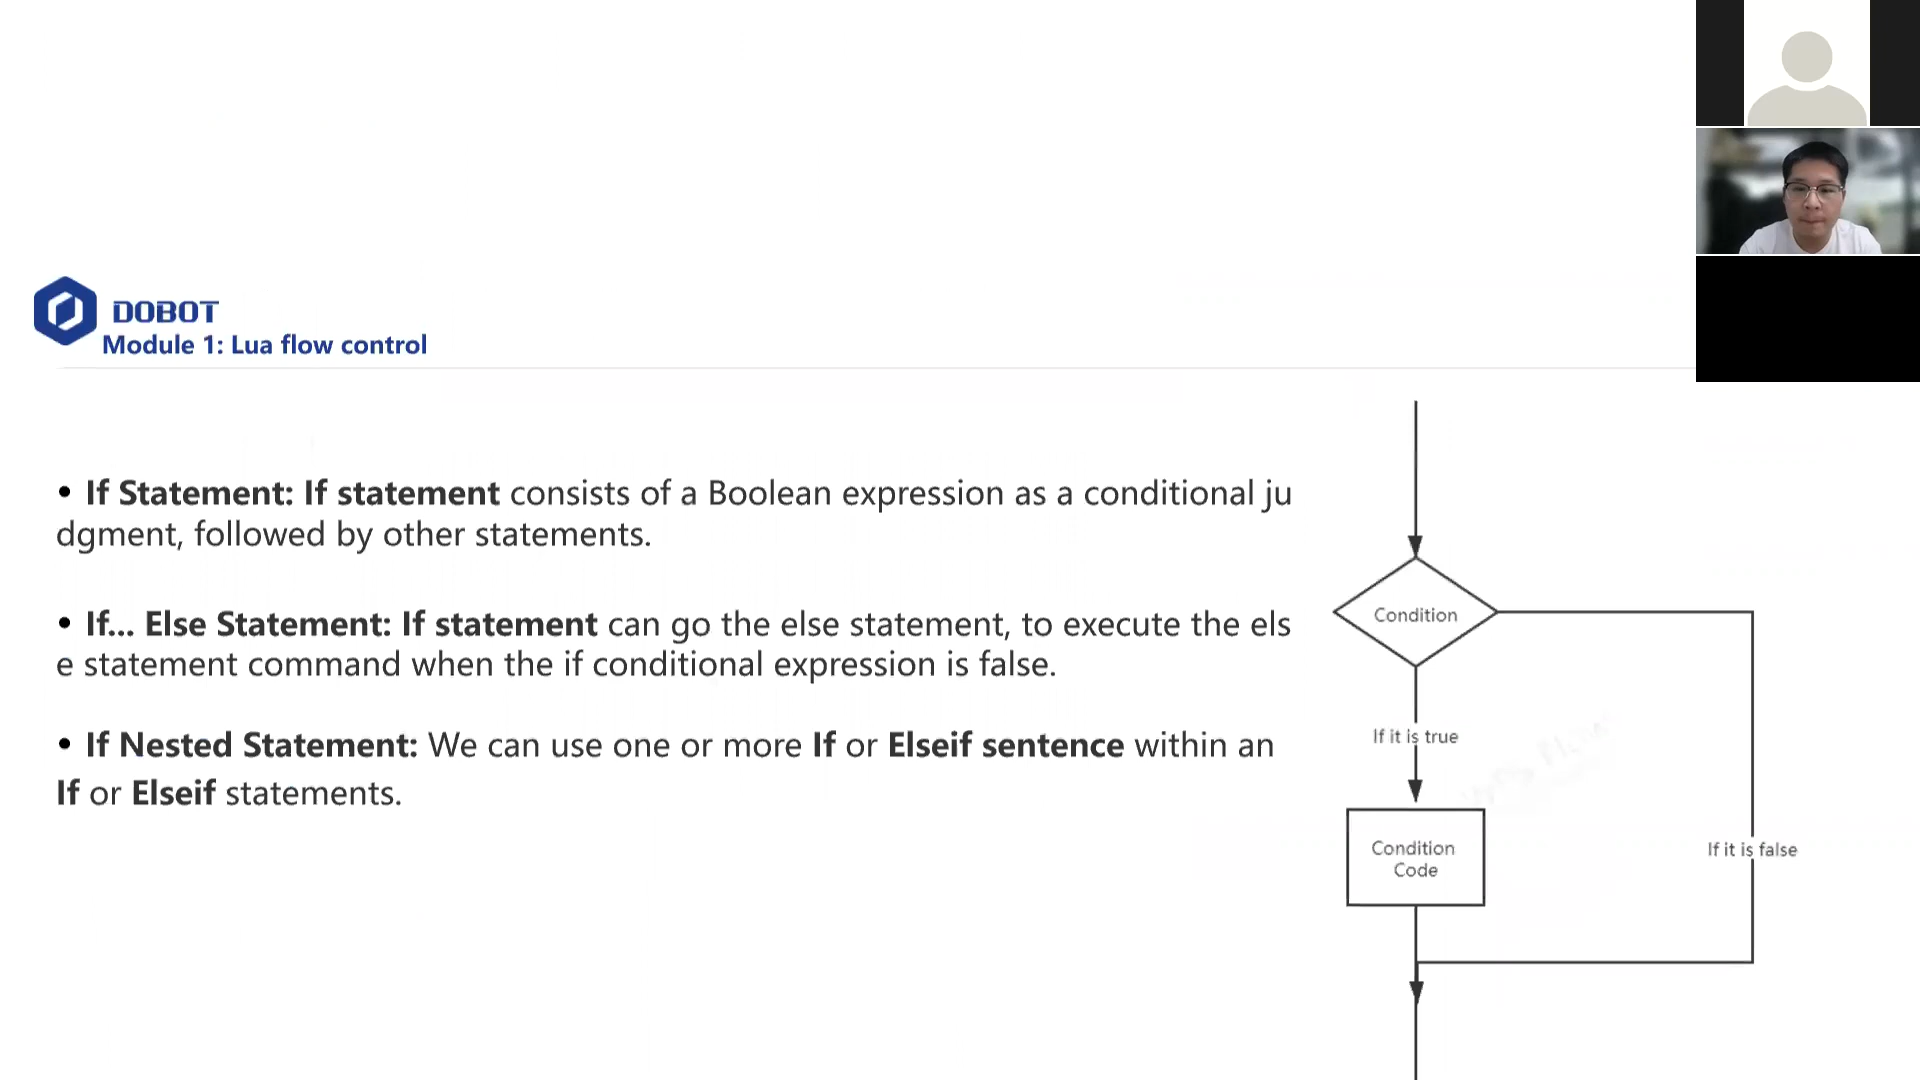 DOBOT
Module 1: Lua flow control
• If Statement: If statement consists of a Boolean expression as a conditional ju
dgment, followed by other statements.
• If... Else Statement: If statement can go the else statement, to execute the els
e statement command when the if conditional expression is false.
• If Nested Statement: We can use one or more If or Elseif sentence within an
If or Elseif statements.
Condition
If it is true
Condition
Code
If it is false